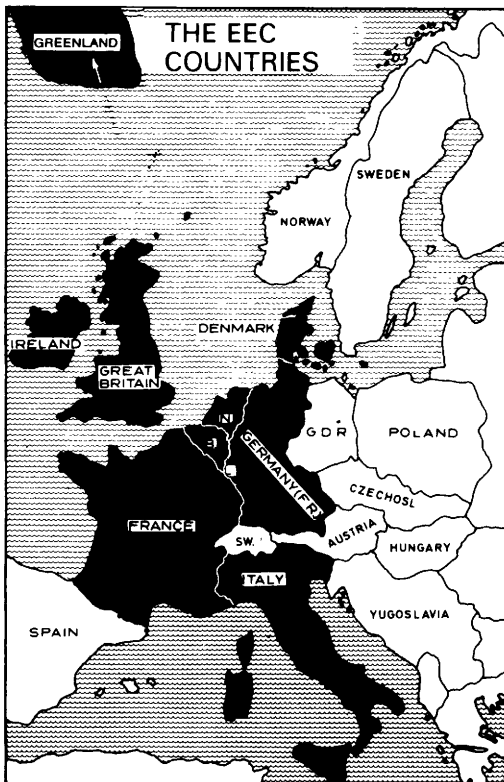 THE EEC
COUNTRIES
GREENLAND
SWEDEN
NORWAY
DENMARK
IRELAND
GREAT
BRITAIN
N
B
GDR
POLAND
GERMANY(FR)
CZECHOSL
FRANCE
SW.
AUSTRIA
HUNGARY
ITALY
YUGOSLAVIA
SPAIN